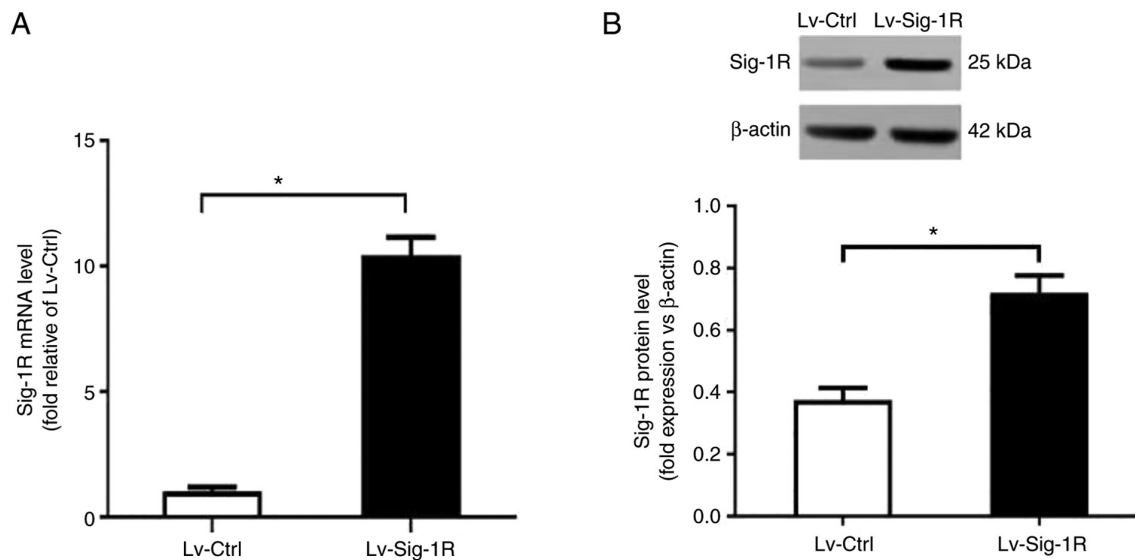 A
15
10
5
0
Sig-1R mRNA level
(fold relative of Lv-Ctrl)
*
Lv-Ctrl
Lv-Sig-1R
B
Lv-Ctrl Lv-Sig-1R
Sig-1R 25 kDa
β-actin 42 kDa
1.0
0.8
0.6
0.4
0.2
0.0
Sig-1R protein level
(fold expression vs β-actin)
*
Lv-Ctrl
Lv-Sig-1R